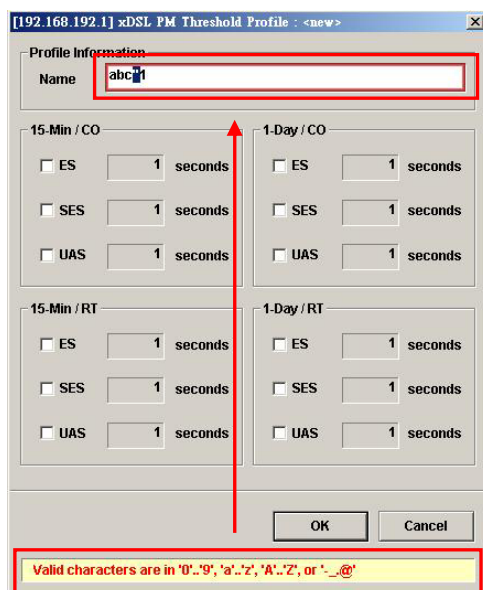 [192.168.192.1] xDSL PM Threshold Profile : <new>
Profile Information
Name abc"1
15-Min / CO
ES 1 seconds
SES 1 seconds
UAS 1 seconds
1-Day / CO
ES 1 seconds
SES 1 seconds
UAS 1 seconds
15-Min / RT
ES 1 seconds
SES 1 seconds
UAS 1 seconds
1-Day / RT
ES 1 seconds
SES 1 seconds
UAS 1 seconds
OK Cancel
Valid characters are in '0'..'9', 'a'..'z', 'A'..'Z', or '-_.@'